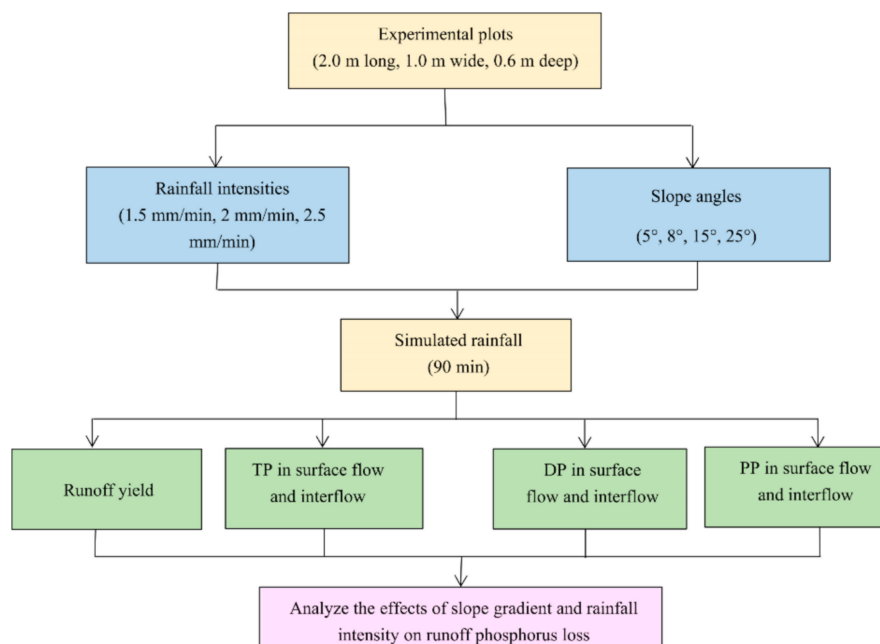 Experimental plots
(2.0 m long, 1.0 m wide, 0.6 m deep)
Rainfall intensities
(1.5 mm/min, 2 mm/min, 2.5
mm/min)
Slope angles
(5°, 8°, 15°, 25°)
Simulated rainfall
(90 min)
Runoff yield
TP in surface flow
and interflow
DP in surface
flow and interflow
PP in surface flow
and interflow
Analyze the effects of slope gradient and rainfall
intensity on runoff phosphorus loss